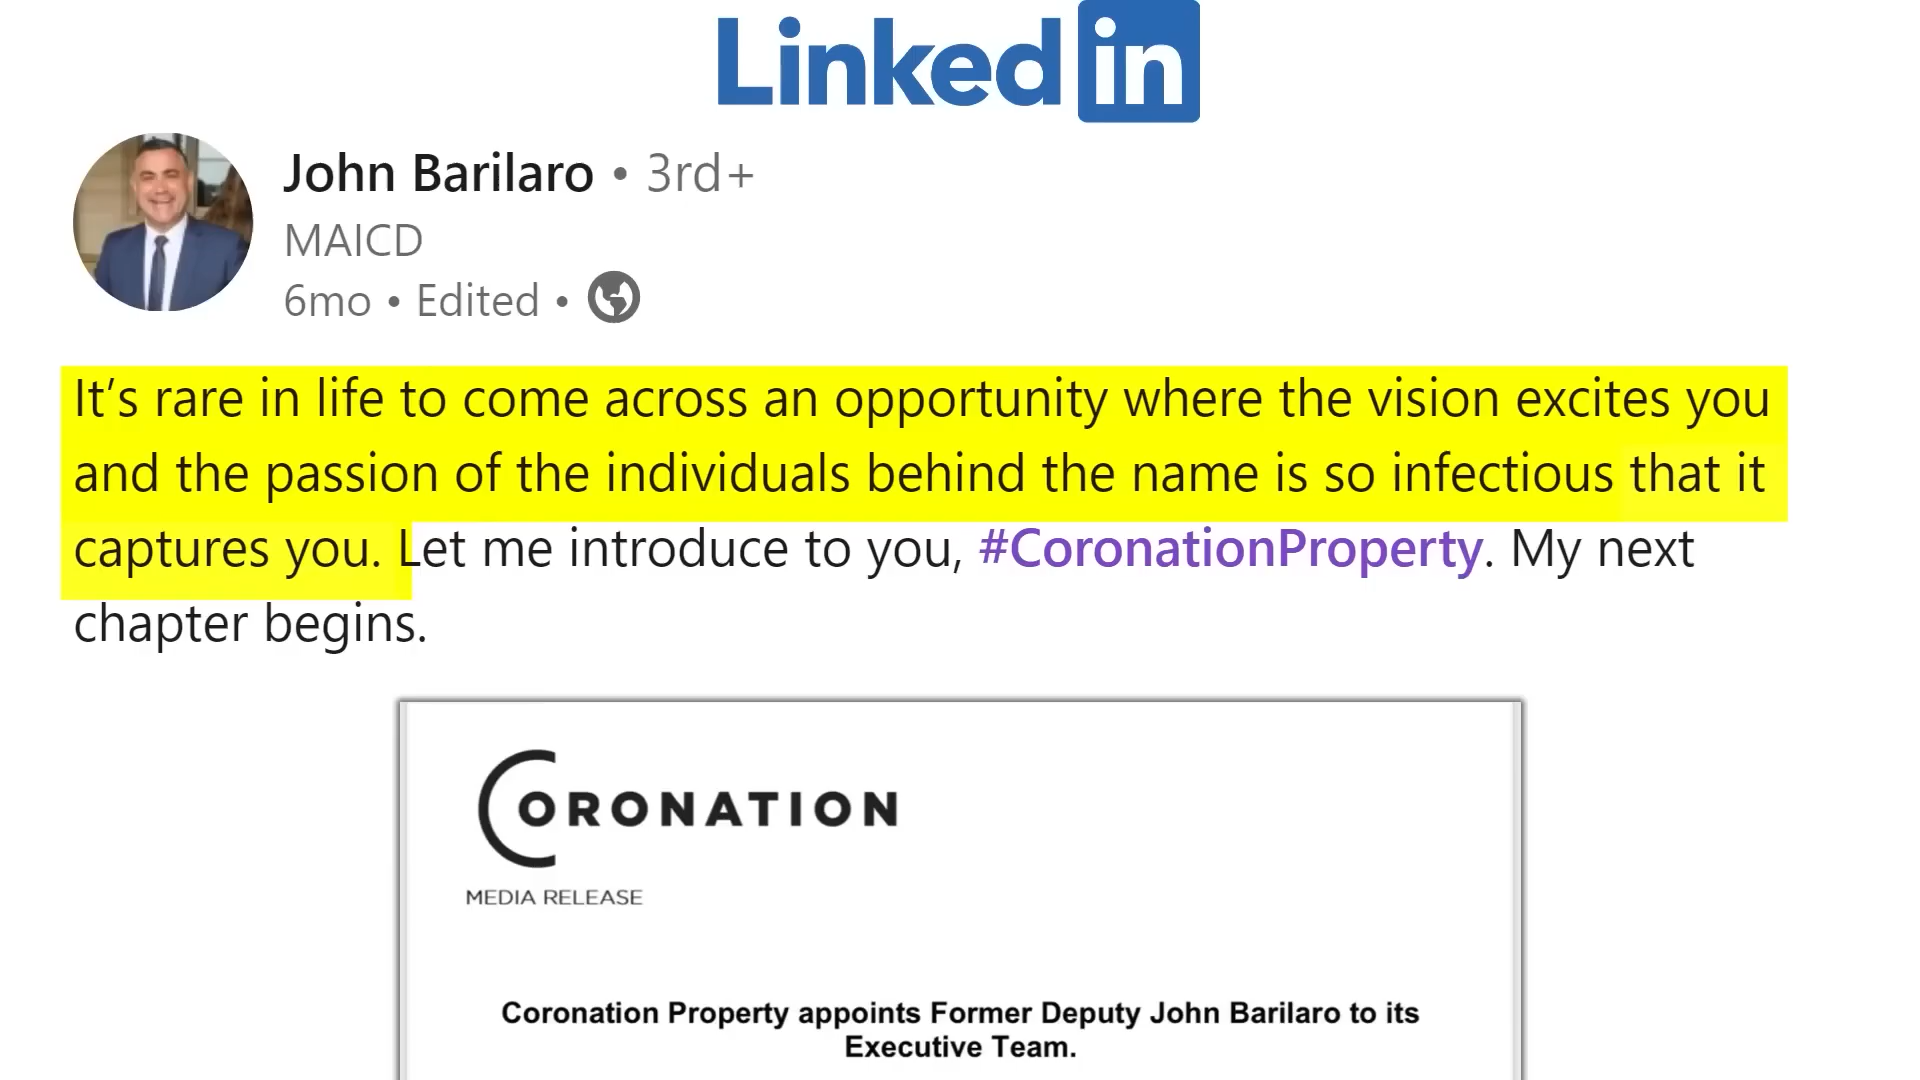 Linked in
John Barilaro • 3rd+
MAICD
6mo • Edited •
It’s rare in life to come across an opportunity where the vision excites you
and the passion of the individuals behind the name is so infectious that it
captures you. Let me introduce to you, #CoronationProperty. My next
chapter begins.
CORONATION
MEDIA RELEASE
Coronation Property appoints Former Deputy John Barilaro to its
Executive Team.